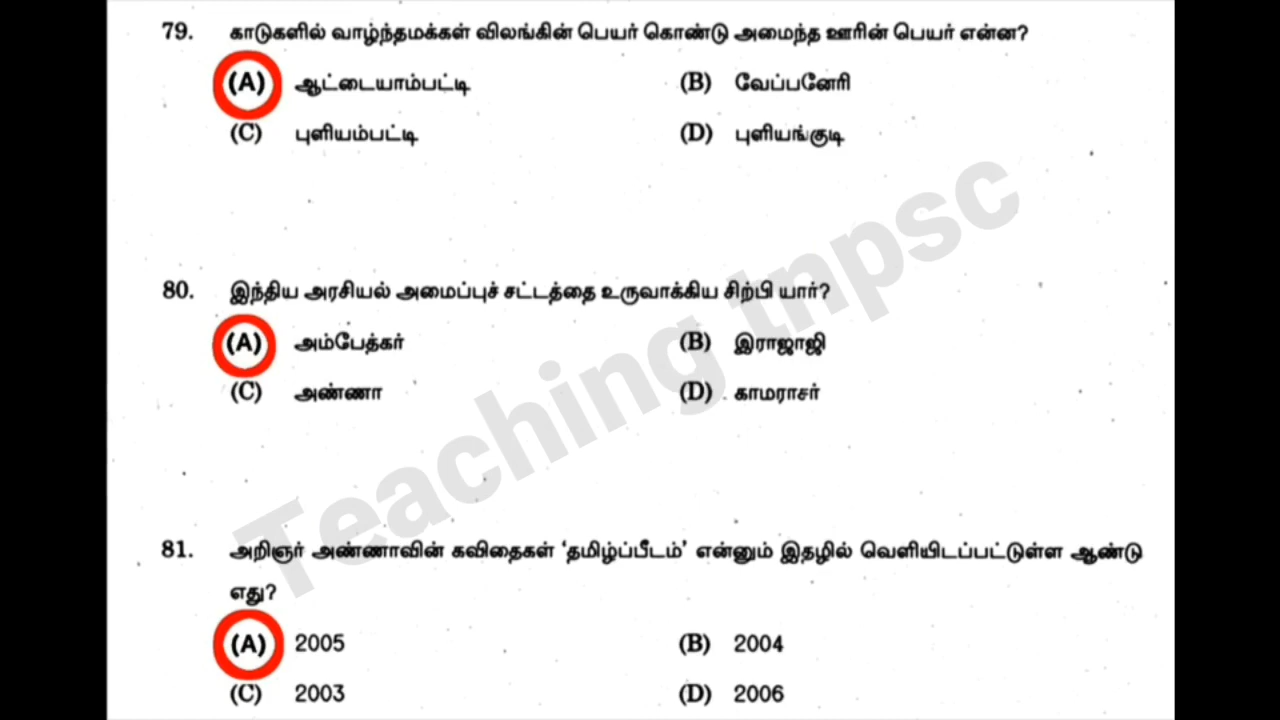 79. காடுகளில் வாழ்ந்தமக்கள் விலங்கின் பெயர் கொண்டு அமைந்த ஊரின் பெயர் என்ன?
(A) ஆட்டையாம்பட்டி (B) வேப்பனேரி
(C) புளியம்பட்டி (D) புளியங்குடி
80. இந்திய அரசியல் அமைப்புச் சட்டத்தை உருவாக்கிய சிற்பி யார்?
(A) அம்பேத்கர் (B) இராஜாஜி
(C) அண்ணா (D) காமராசர்
81. அறிஞர் அண்ணாவின் கவிதைகள் ‘தமிழ்ப்பீடம்’ என்னும் இதழில் வெளியிடப்பட்டுள்ள ஆண்டு
எது?
(A) 2005 (B) 2004
(C) 2003 (D) 2006
Teaching tnpsc